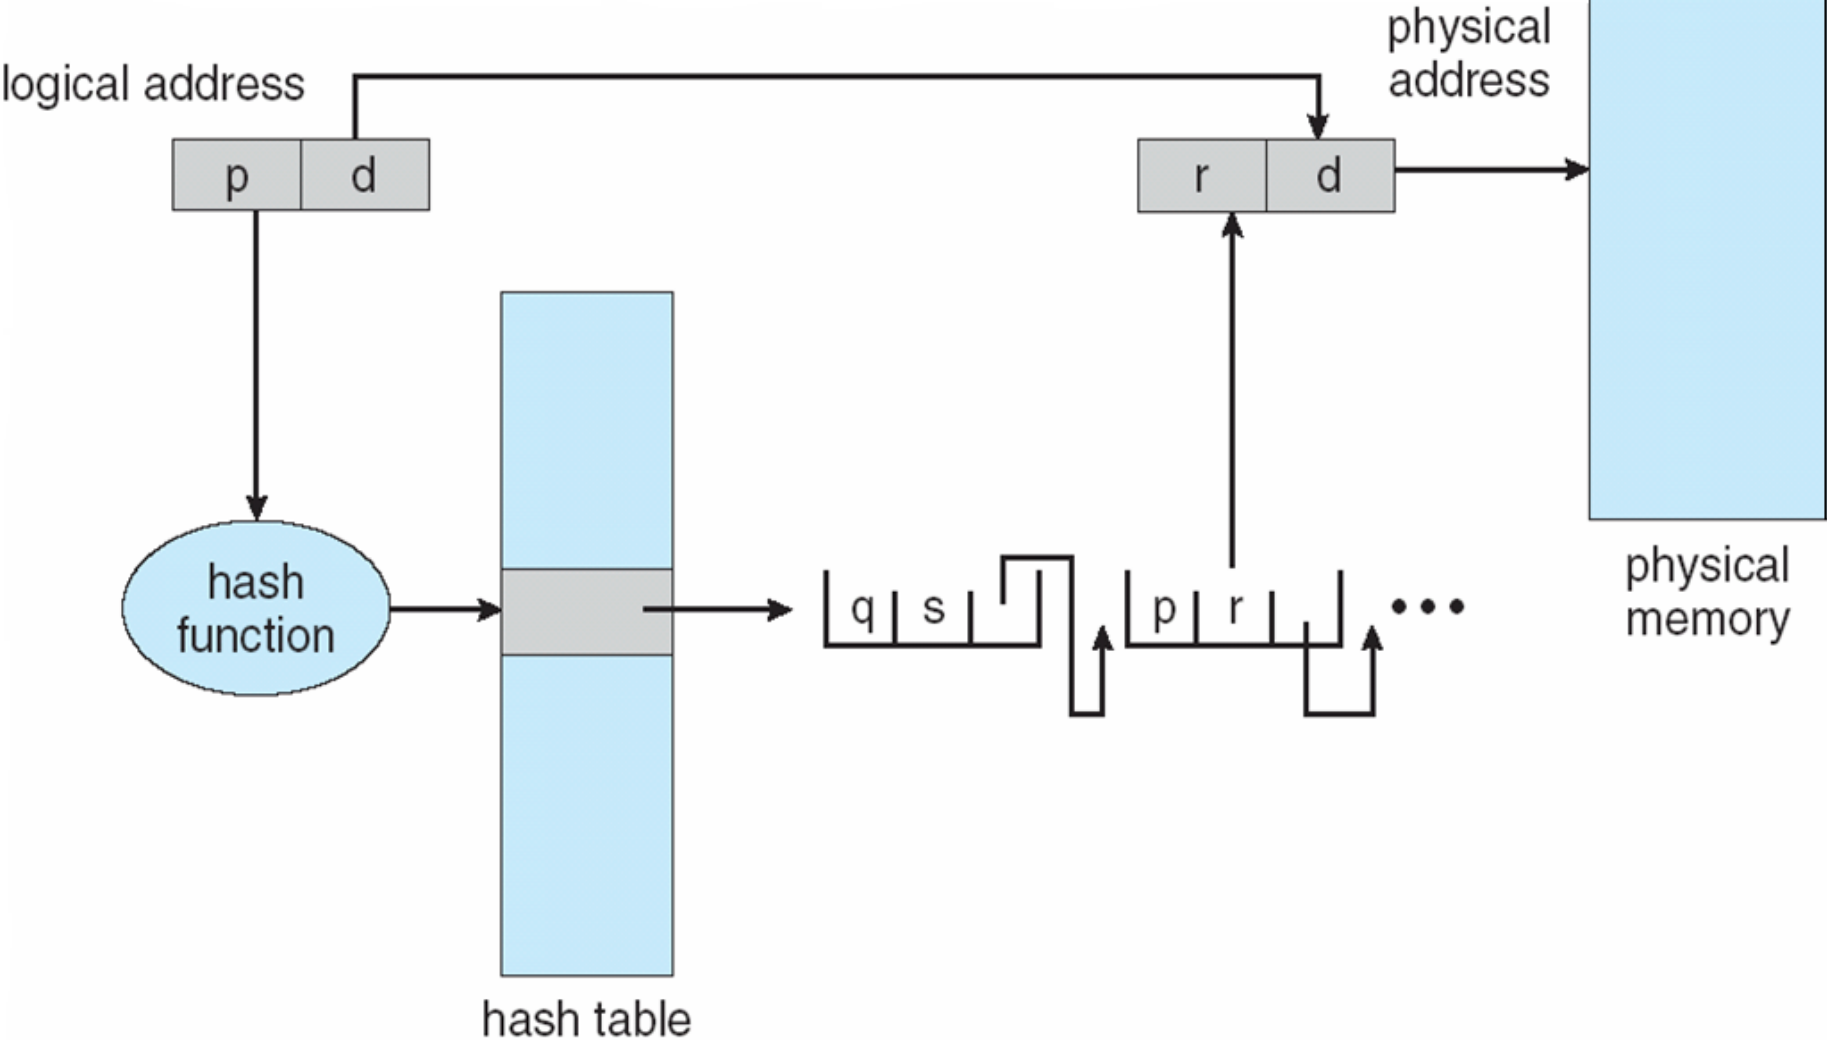 logical address
physical
address
p d
r d
hash
function
q s
p r
physical
memory
hash table